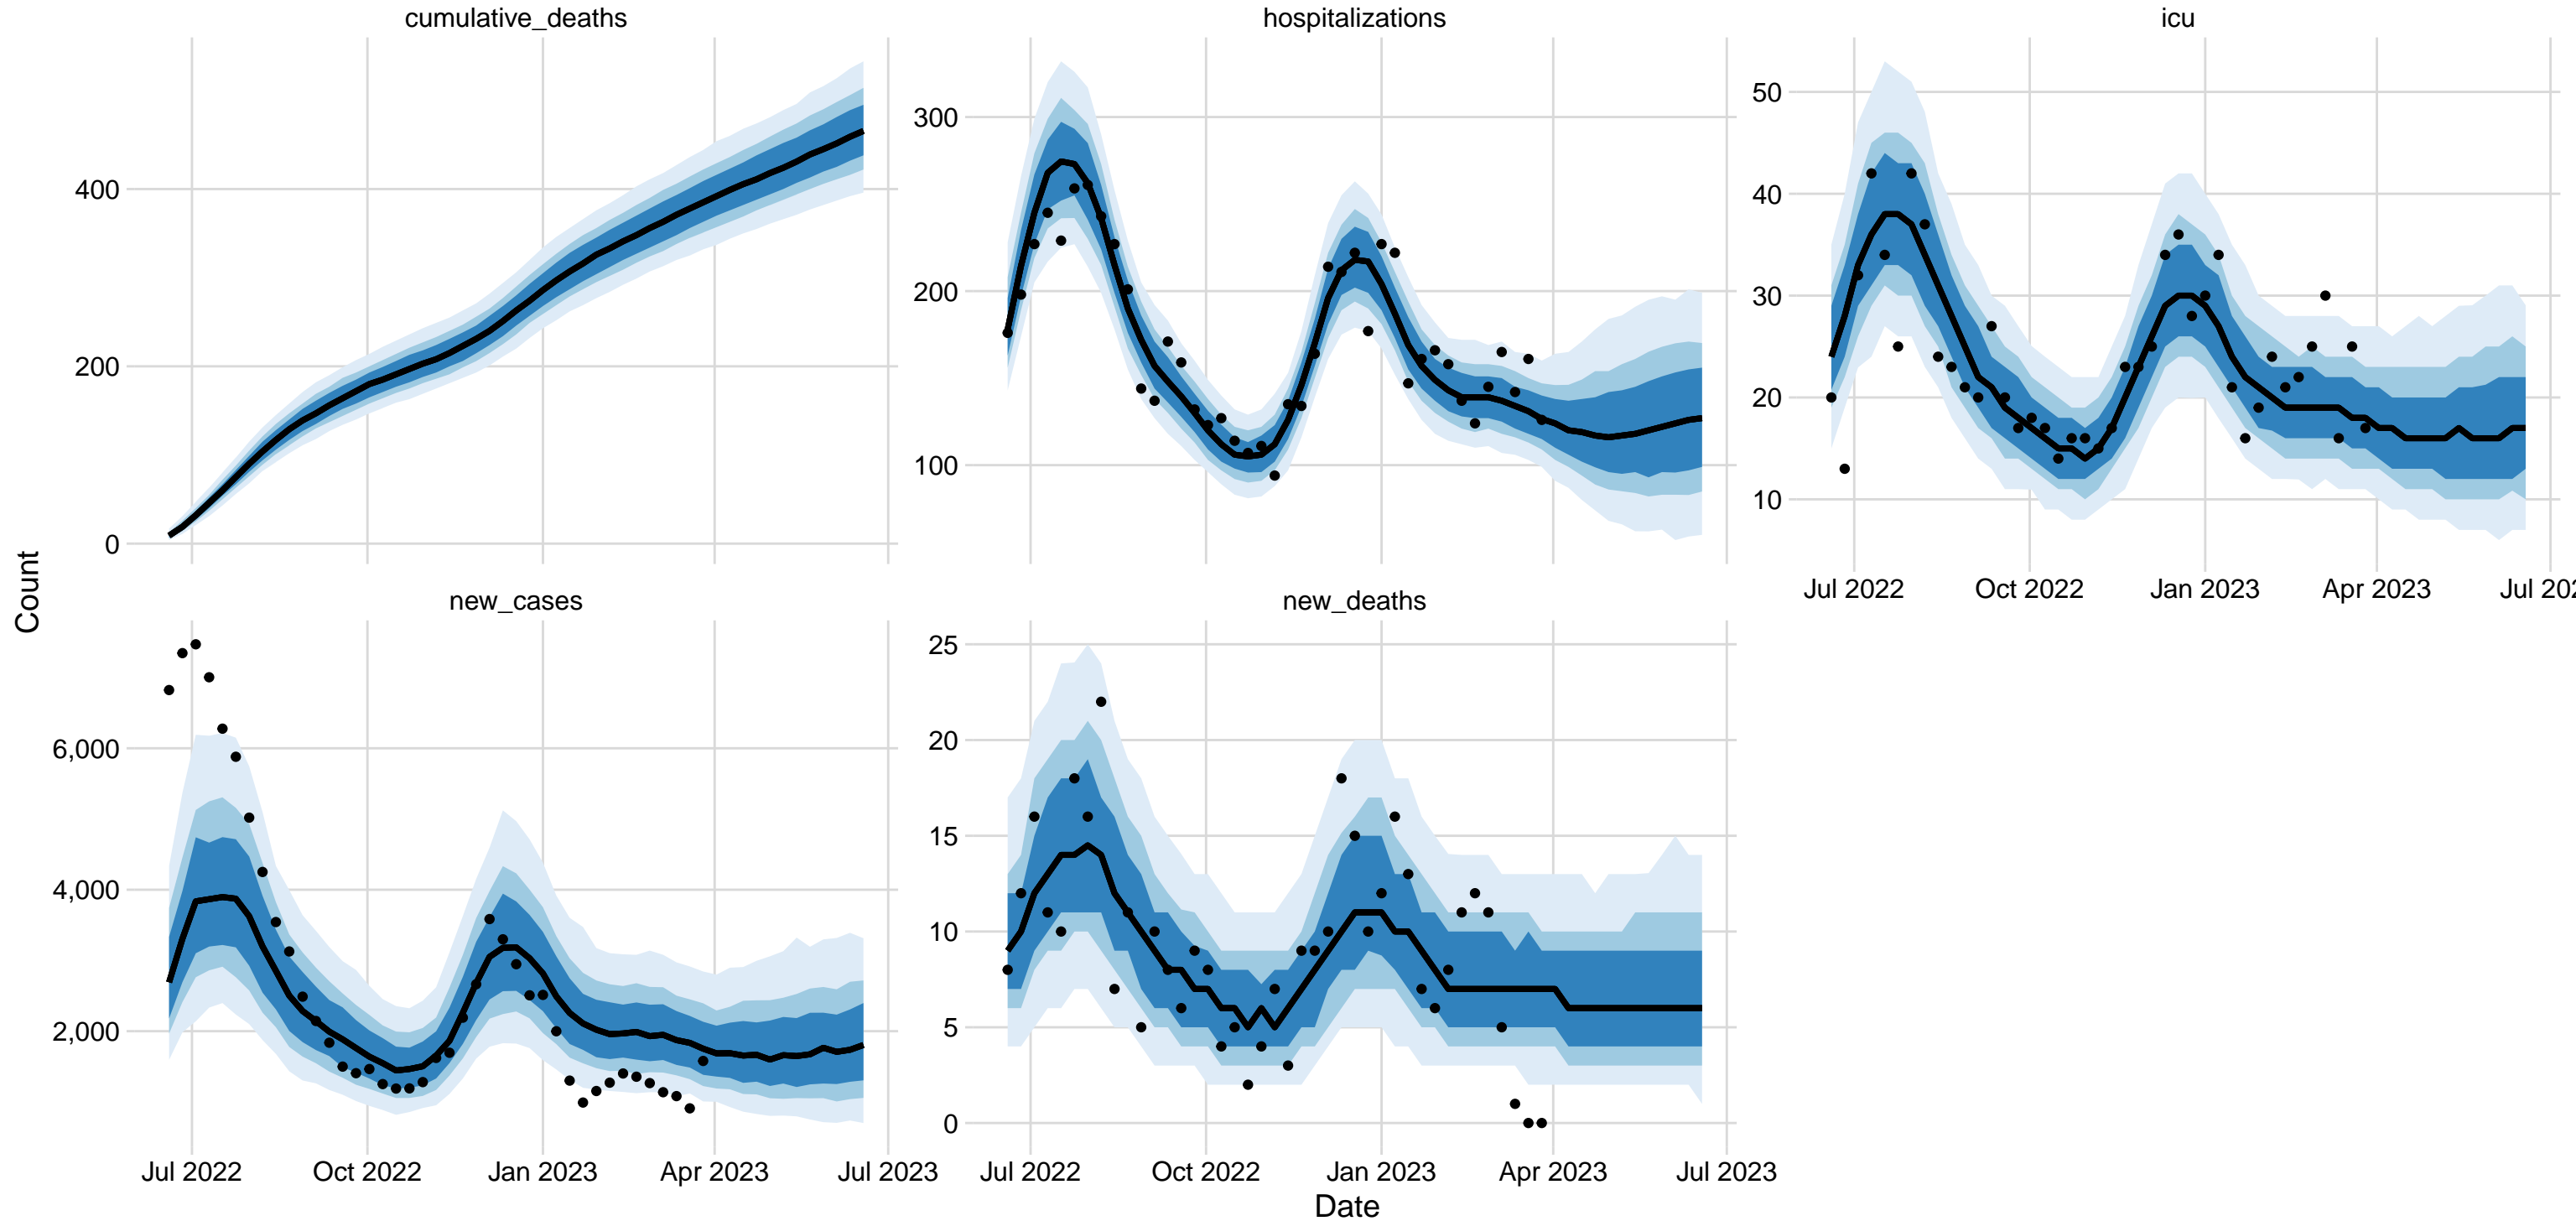 cumulative_deaths
hospitalizations
icu
400
200
0
300
200
100
50
40
30
20
10
Jul 2022 Oct 2022 Jan 2023 Apr 2023 Jul 202
Count
new_cases
new_deaths
6,000
4,000
2,000
25
20
15
10
5
0
Jul 2022 Oct 2022 Jan 2023 Apr 2023 Jul 2023
Jul 2022 Oct 2022 Jan 2023 Apr 2023 Jul 2023
Date